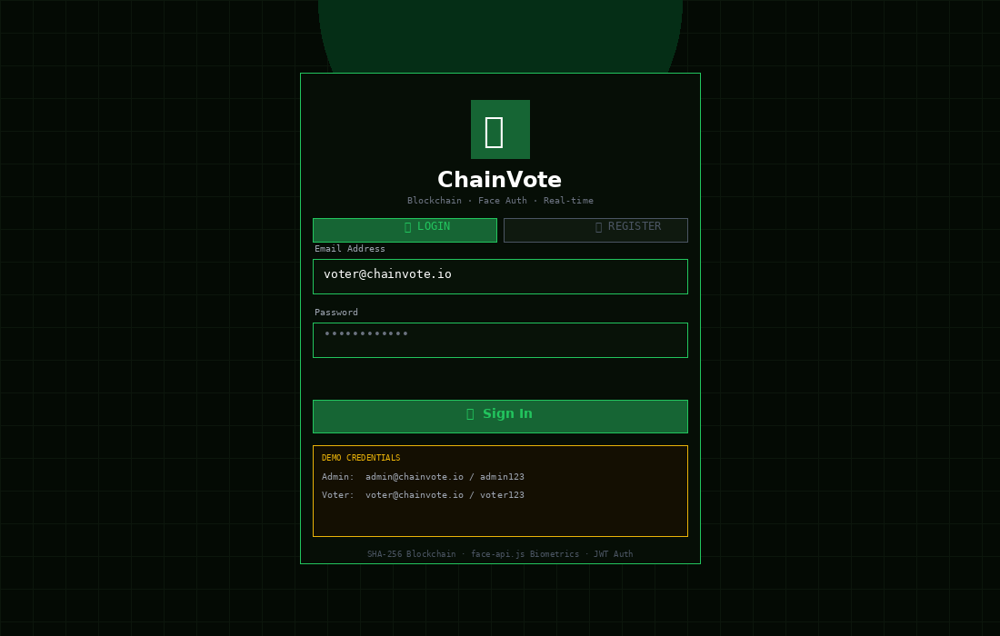 ChainVote
Blockchain · Face Auth · Real-time
LOGIN
REGISTER
Email Address
voter@chainvote.io
Password
••••••••••••
Sign In
DEMO CREDENTIALS
Admin:  admin@chainvote.io / admin123
Voter:  voter@chainvote.io / voter123
SHA-256 Blockchain · face-api.js Biometrics · JWT Auth